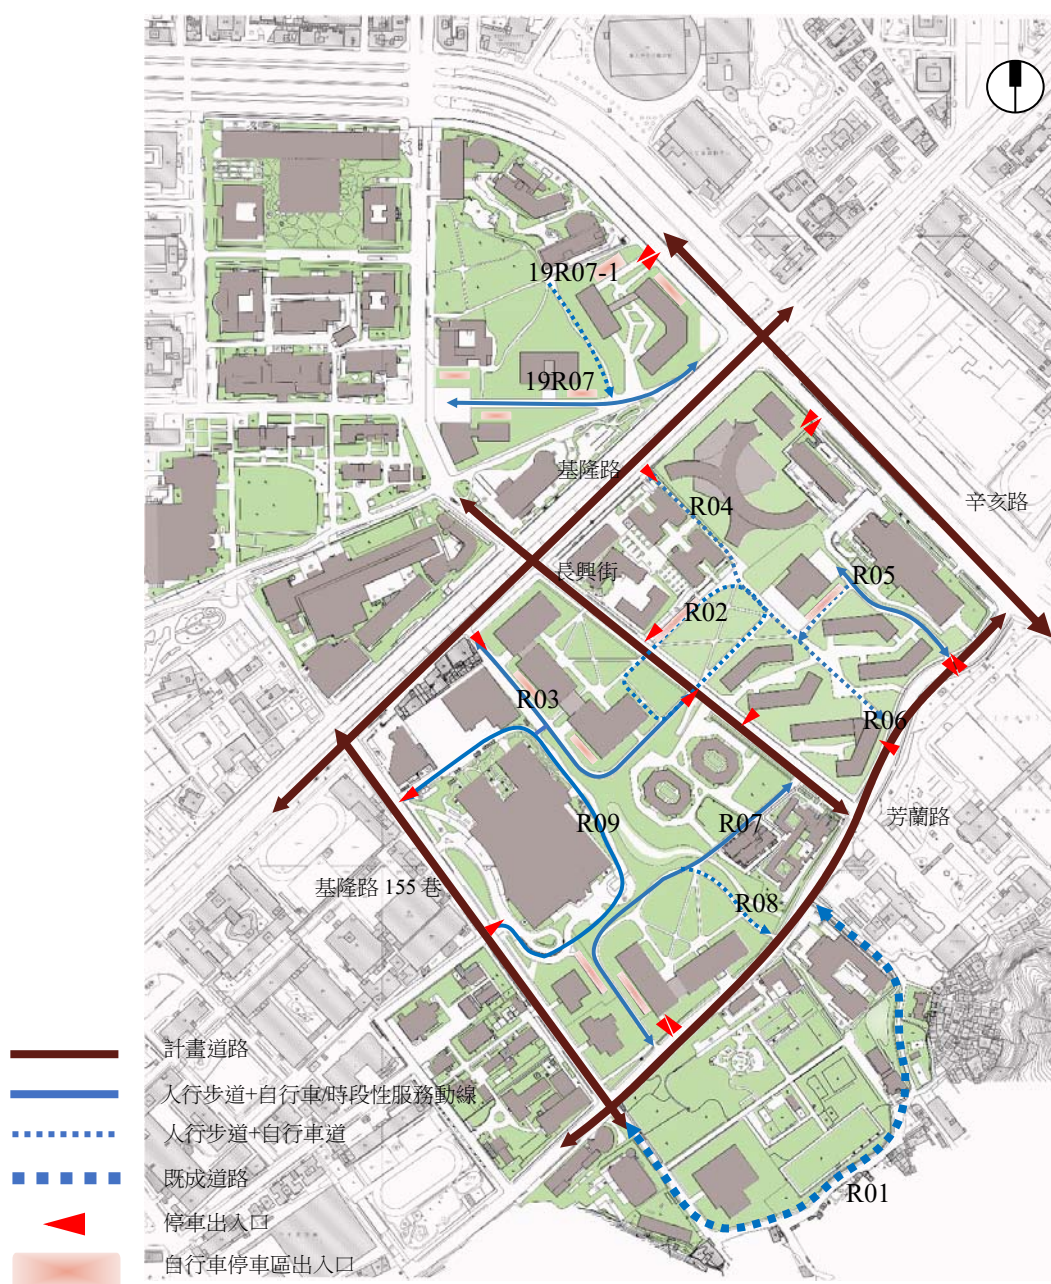 19R07-1
19R07
基隆路
R04
辛亥路
長興街
R05
R02
R03
R06
R09
R07
芳蘭路
基隆路 155 巷
R08
計畫道路
人行步道+自行車/時段性服務動線
人行步道+自行車道
既成道路
R01
停車出入口
自行車停車區出入口